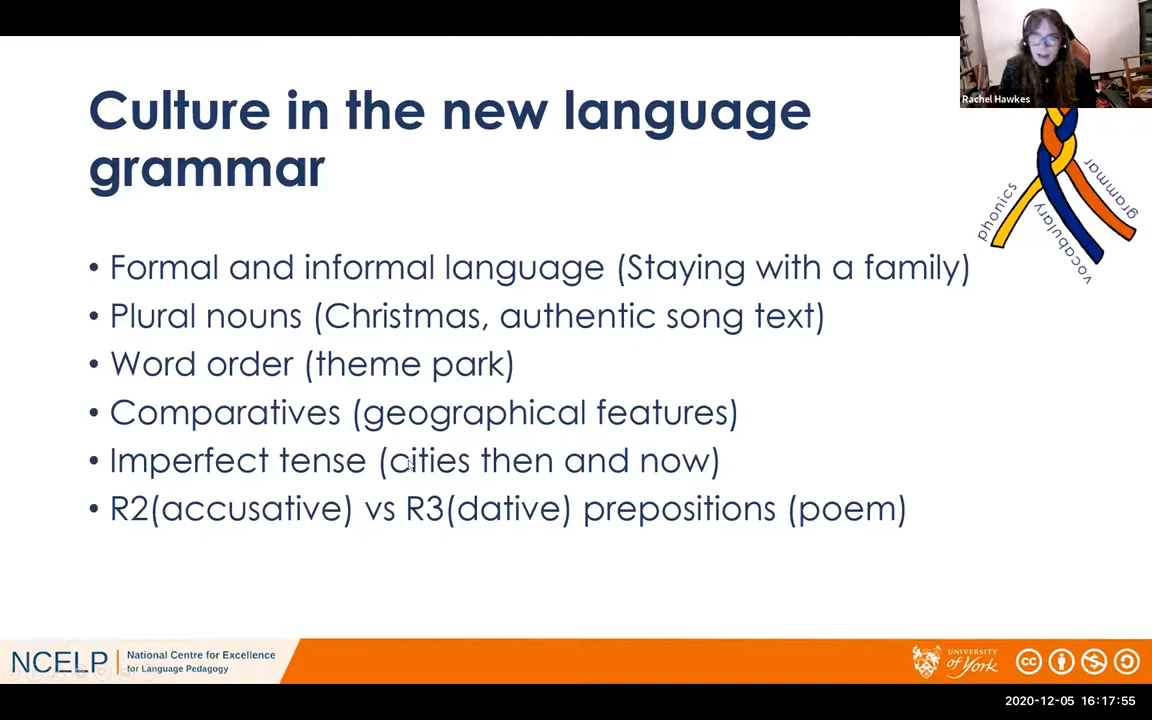 Rachel Hawkes
Culture in the new language
grammar
phonics
vocabulary
grammar
• Formal and informal language (Staying with a family)
• Plural nouns (Christmas, authentic song text)
• Word order (theme park)
• Comparatives (geographical features)
• Imperfect tense (cities then and now)
• R2(accusative) vs R3(dative) prepositions (poem)
NCELP
National Centre for Excellence
for Language Pedagogy
UNIVERSITY
of York
cc
2020-12-05 16:17:55